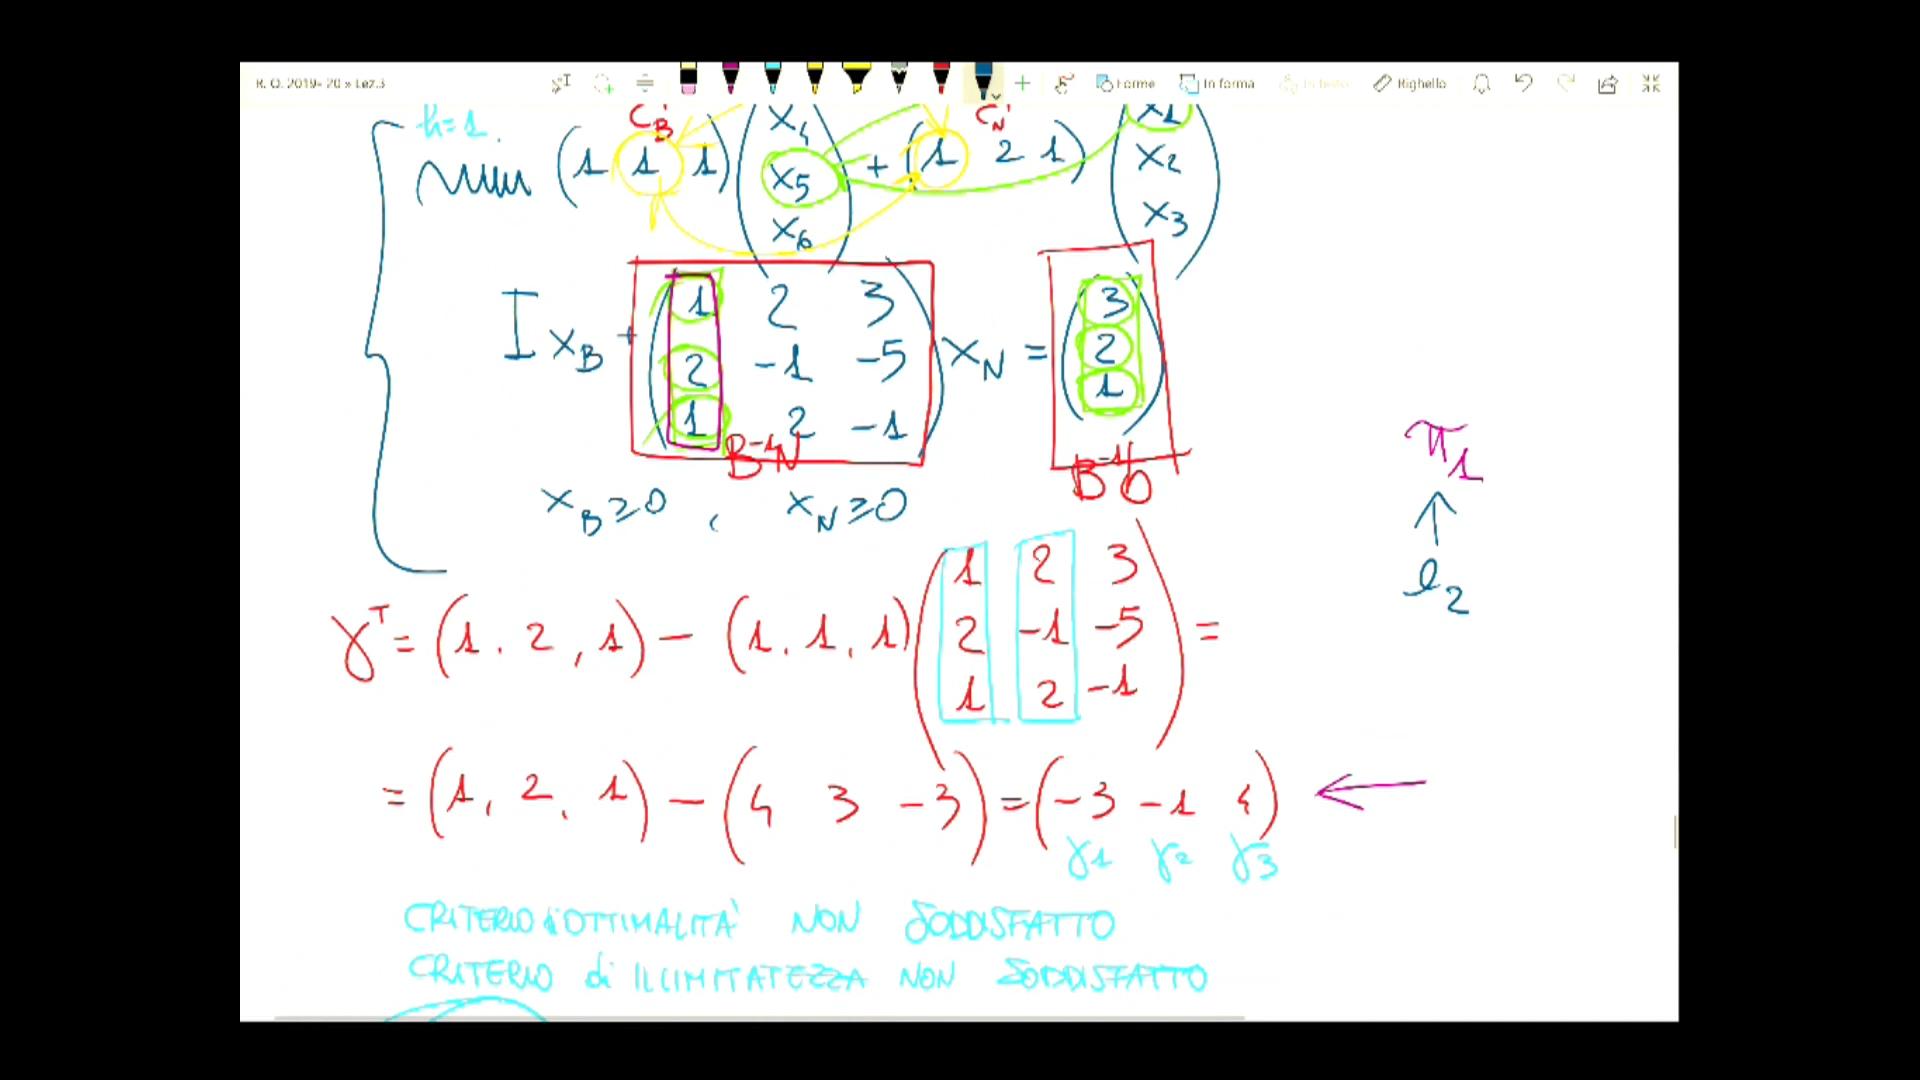 R. O. 2019-20 » Lez.3 Forme In forma In testo Righello
h=1
C'B C'N
min (1 1 1) (x4 x5 x6) + (1 2 1) (x1 x2 x3)
I xB + (1 2 3
2 -1 -5
1 2 -1) xN = (3 2 1)
B⁻¹N B⁻¹b
xB ≥ 0 , xN ≥ 0
π1
↑
e2
γᵀ = (1, 2, 1) - (1, 1, 1) (1 2 3
2 -1 -5
1 2 -1) =
= (1, 2, 1) - (4 3 -3) = (-3 -1 4) ←
γ1 γ2 γ3
CRITERIO d'OTTIMALITÀ NON SODDISFATTO
CRITERIO di ILLIMITATEZZA NON SODDISFATTO